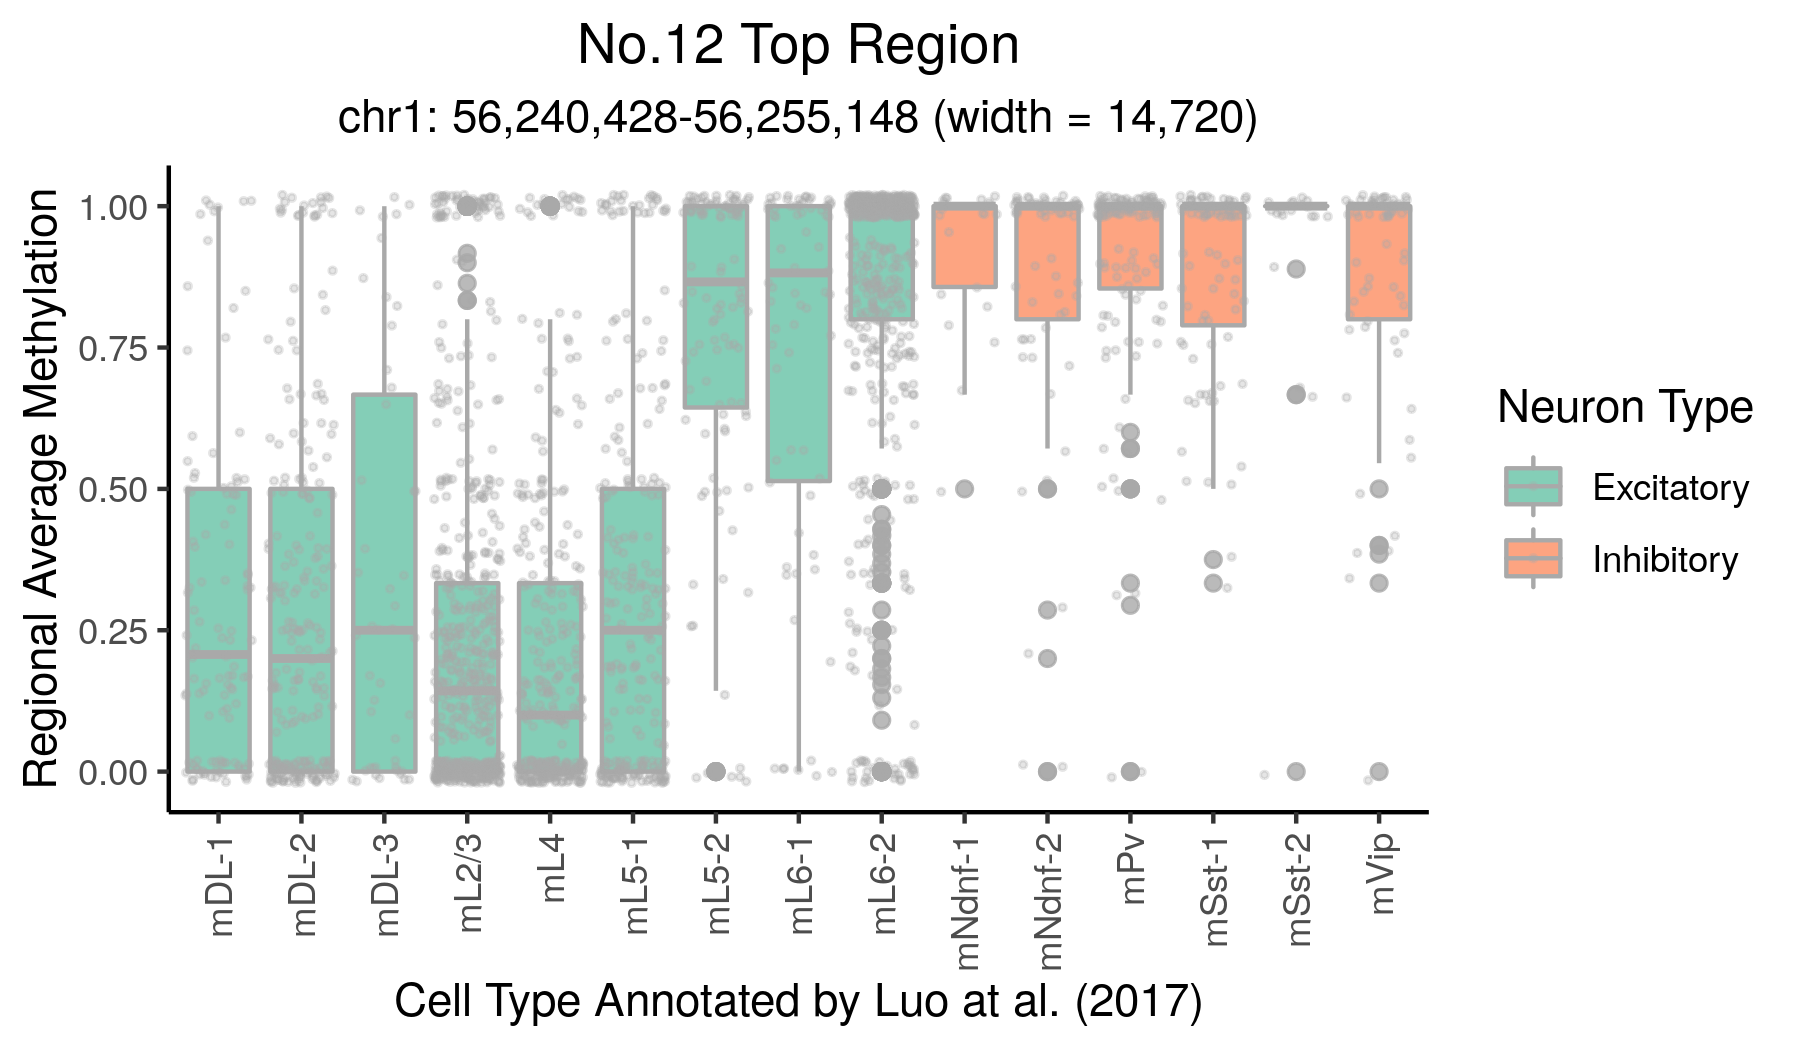 No.12 Top Region
chr1: 56,240,428-56,255,148 (width = 14,720)
Regional Average Methylation
1.00
0.75
0.50
0.25
0.00
mDL-1
mDL-2
mDL-3
mL2/3
mL4
mL5-1
mL5-2
mL6-1
mL6-2
mNdnf-1
mNdnf-2
mPv
mSst-1
mSst-2
mVip
Cell Type Annotated by Luo at al. (2017)
Neuron Type
Excitatory
Inhibitory